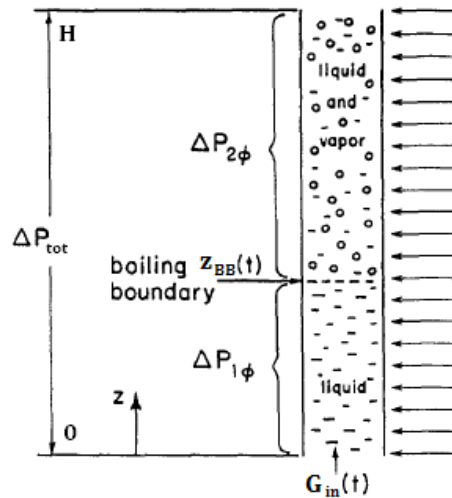 H
liquid
and
vapor
ΔP2ϕ
ΔPtot
boiling zBB(t)
boundary
ΔP1ϕ
z
liquid
0
Gin(t)